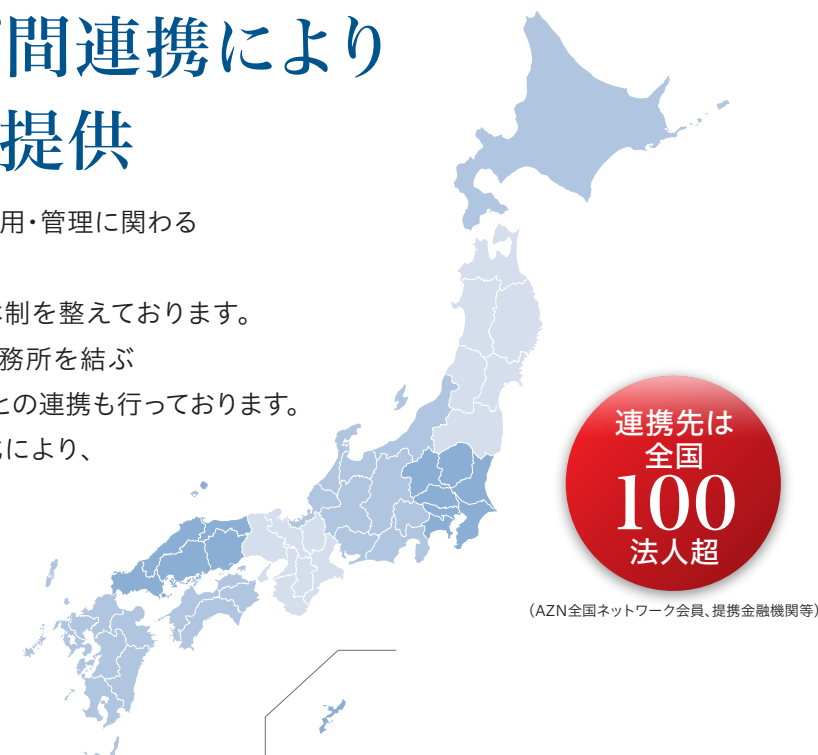 間連携により
提供
用・管理に関わる
制を整えております。
務所を結ぶ
との連携も行っております。
により、
連携先は
全国
100
法人超
（AZN全国ネットワーク会員、提携金融機関等）